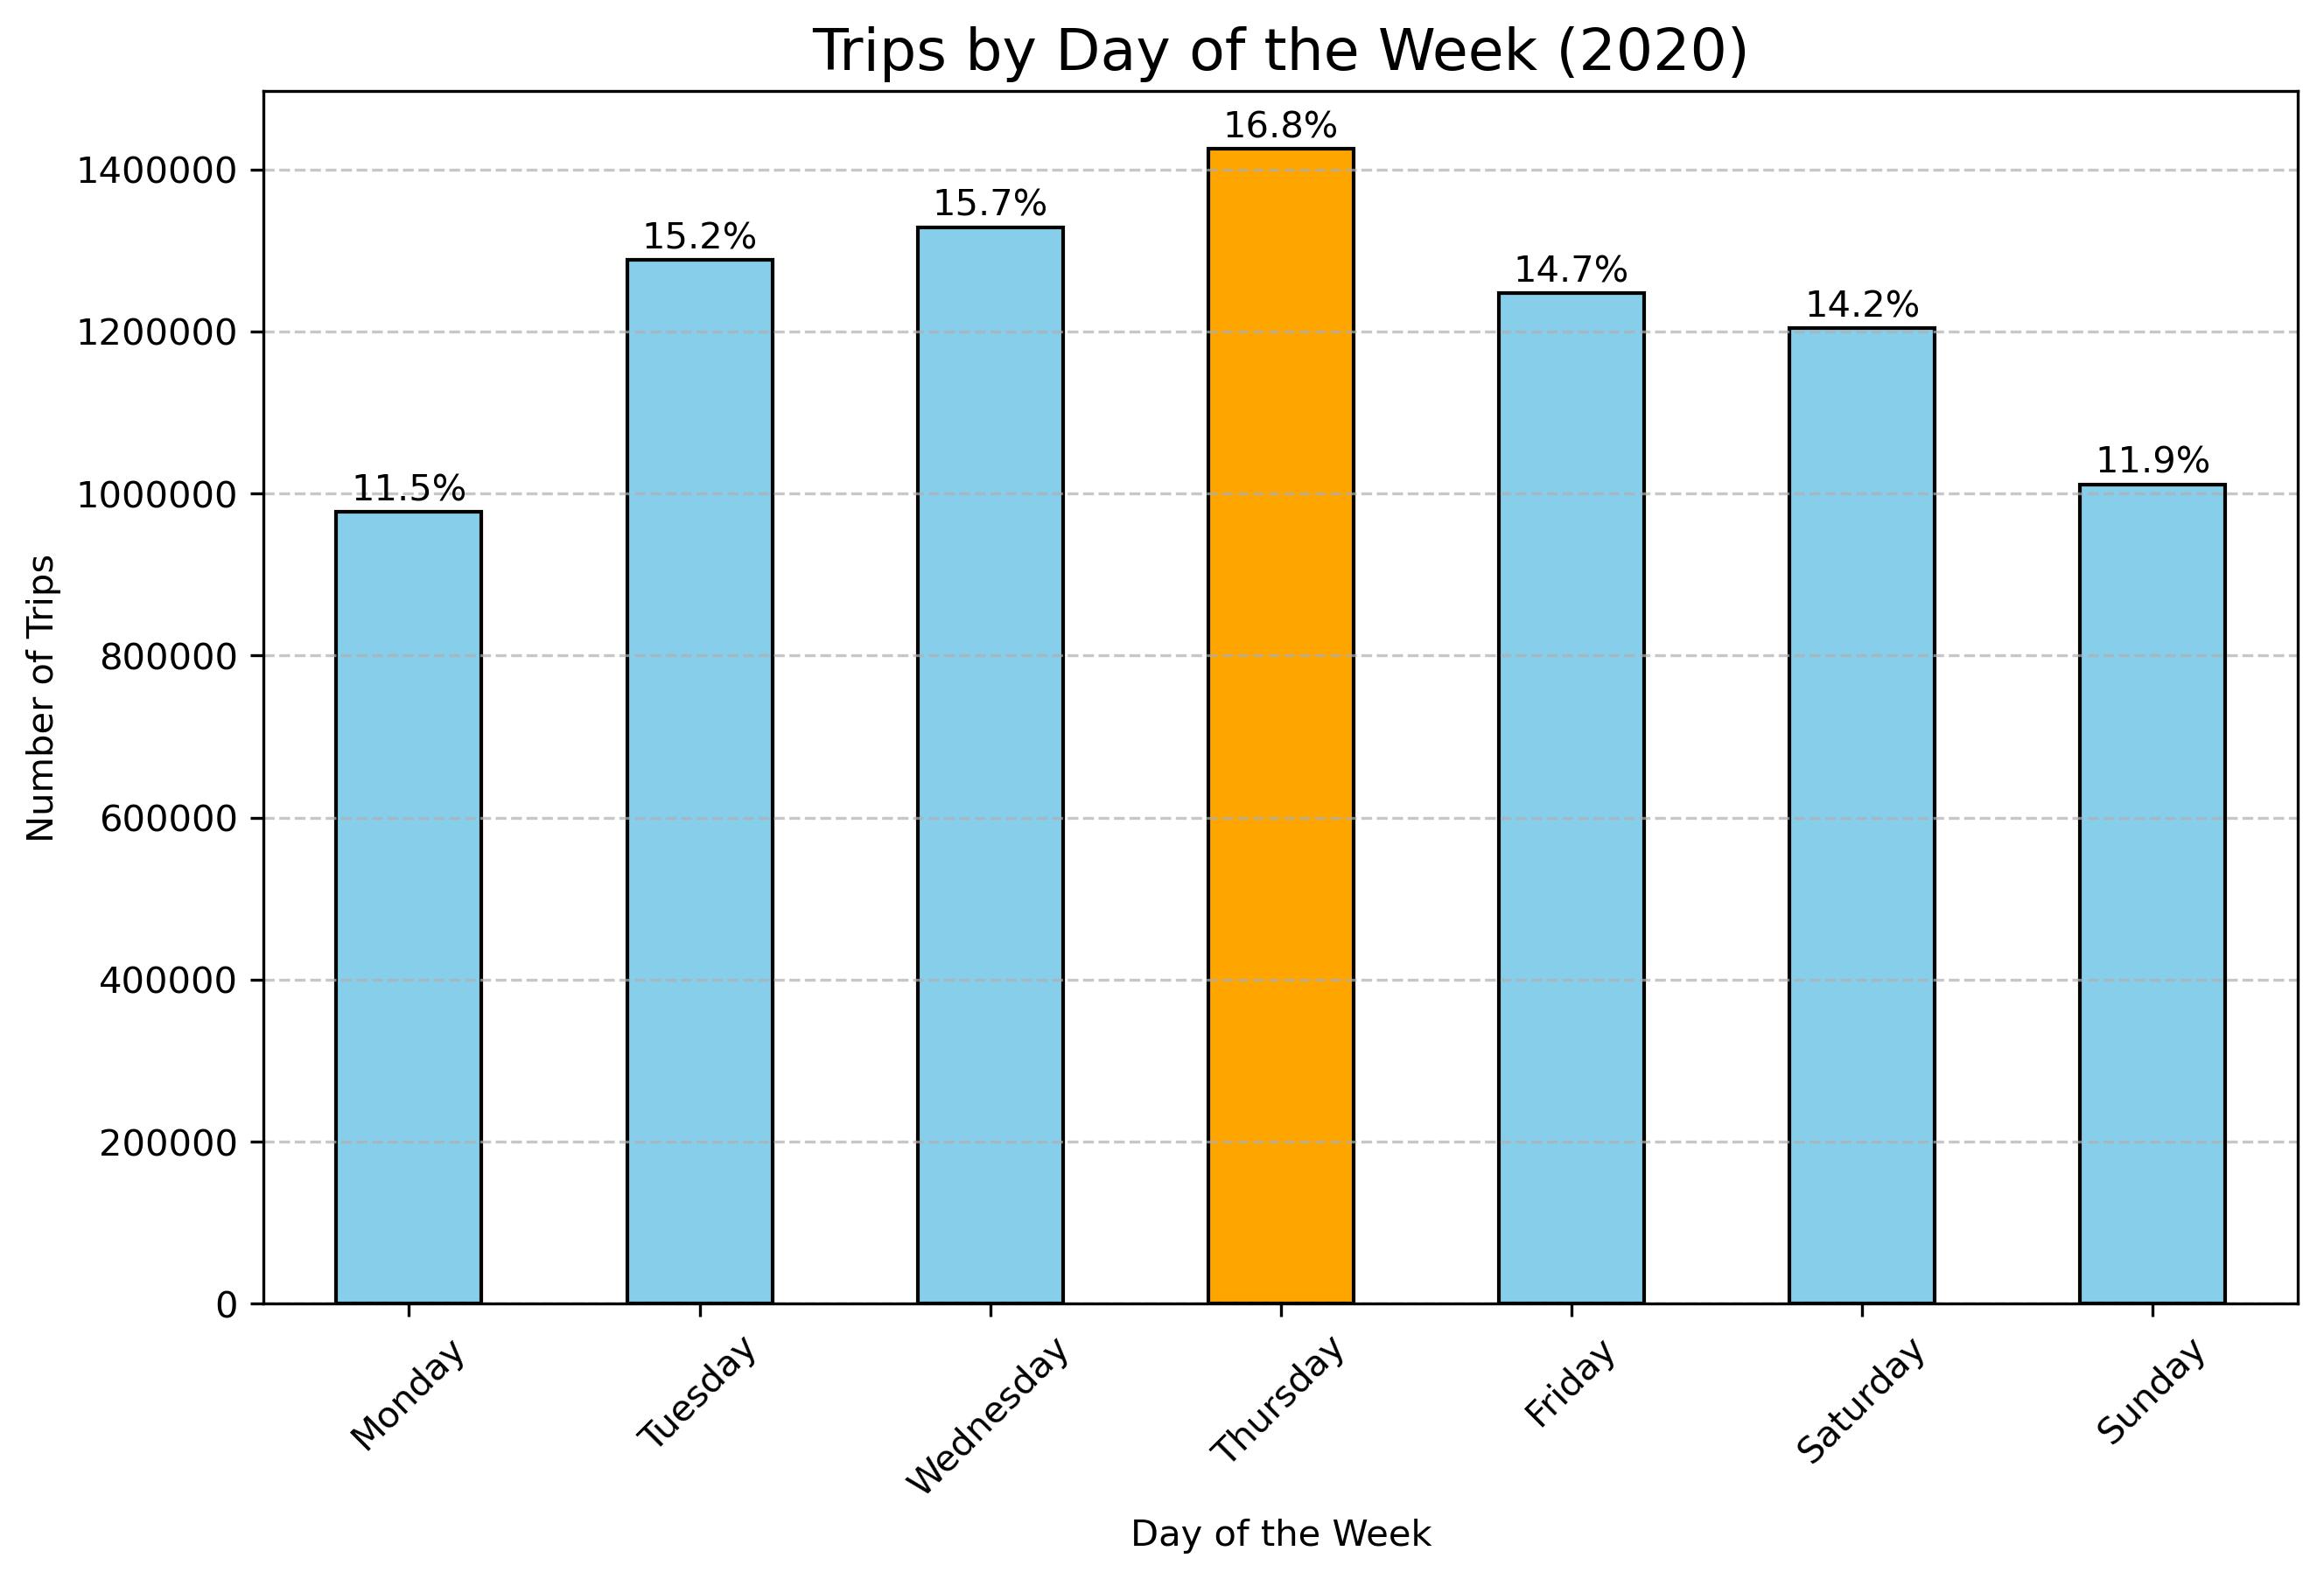 Trips by Day of the Week (2020)
16.8%
15.7%
15.2%
14.7%
14.2%
11.9%
11.5%
1400000
1200000
1000000
800000
600000
400000
200000
0
Number of Trips
Monday
Tuesday
Wednesday
Thursday
Friday
Saturday
Sunday
Day of the Week